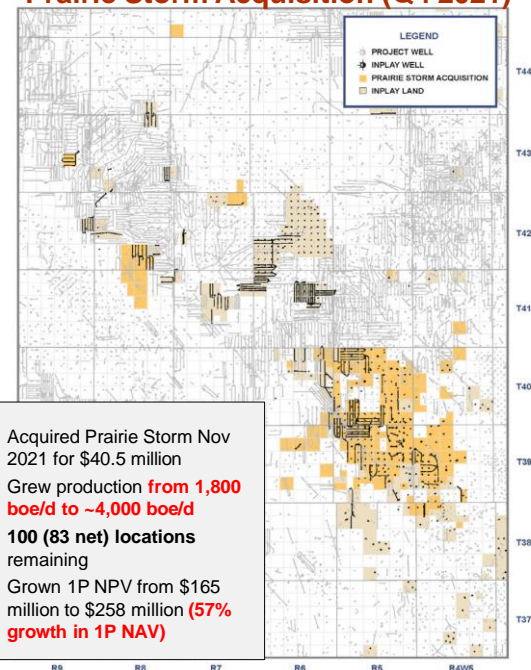 Prairie Storm Acquisition (Q4 2021)
LEGEND
PROJECT WELL
INPLAY WELL
PRAIRIE STORM ACQUISITION
INPLAY LAND
T44
T43
T42
T41
T40
T39
T38
T37
Acquired Prairie Storm Nov
2021 for $40.5 million
Grew production from 1,800
boe/d to ~4,000 boe/d
100 (83 net) locations
remaining
Grown 1P NPV from $165
million to $258 million (57%
growth in 1P NAV)
R9 R8 R7 R6 R5 R4W5